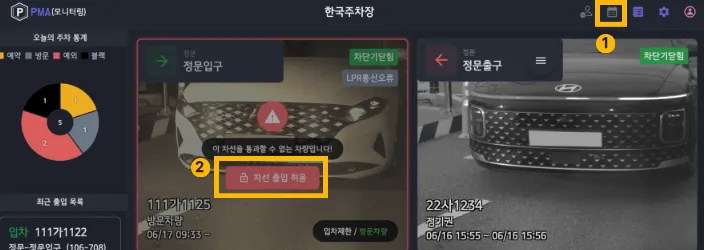 PMA(모니터링)
한국주차장
1
오늘의 주차 통계
예약 방문 예외 블랙
1
1
5
2
1
최근 출입 목록
입차 111가1122
정문-정문입구 (106-708)
정문
정문입구
차단기닫힘
LPR통신오류
이 차선을 통과할 수 없는 차량입니다!
2
차선 출입 허용
111가1125
방문차량
06/17 09:33 ~
입차제한 / 방문차량
정문
정문출구
차단기닫힘
22사1234
정기권
06/16 15:55 ~ 06/16 15:56